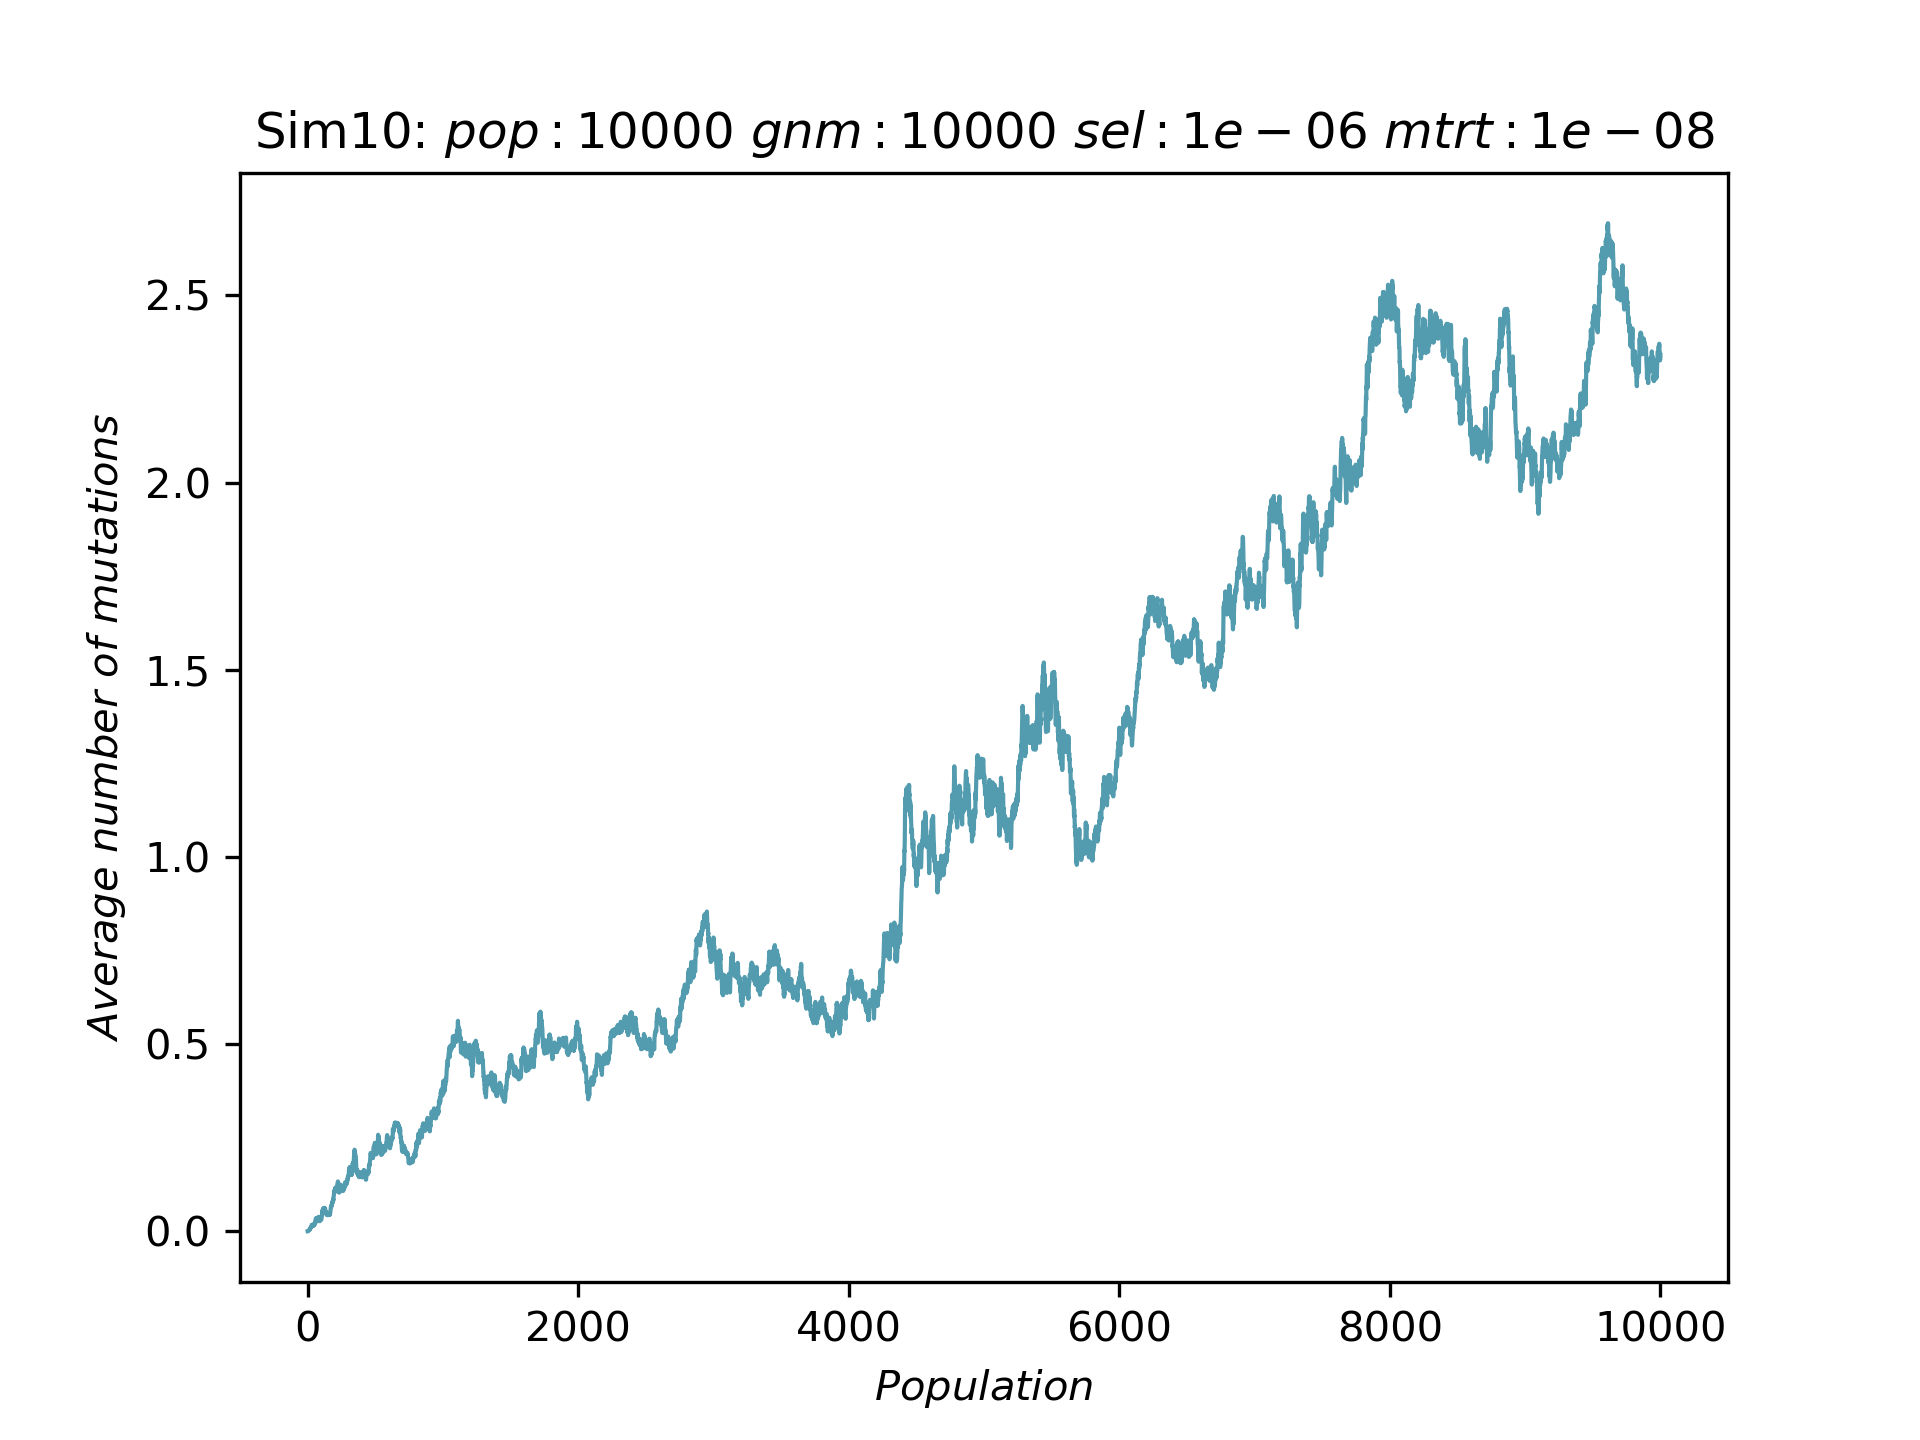 Sim10: pop : 10000 gnm : 10000 sel : 1e − 06 mtrt : 1e − 08
Average number of mutations
2.5
2.0
1.5
1.0
0.5
0.0
0 2000 4000 6000 8000 10000
Population